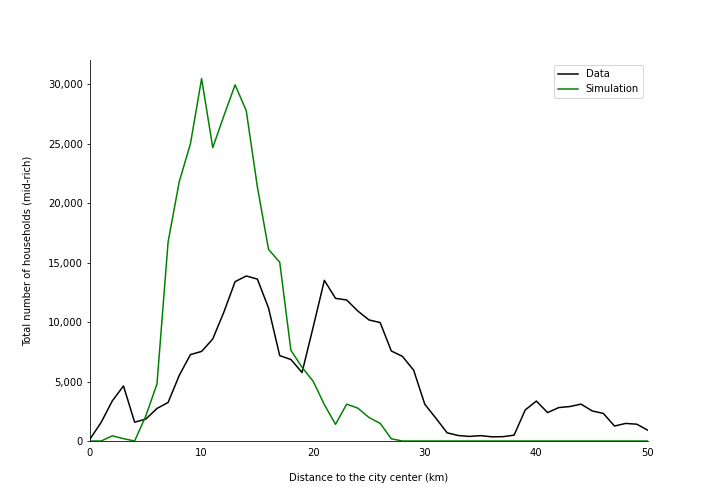 Data
Simulation
30,000
25,000
20,000
15,000
10,000
5,000
0
Total number of households (mid-rich)
0 10 20 30 40 50
Distance to the city center (km)